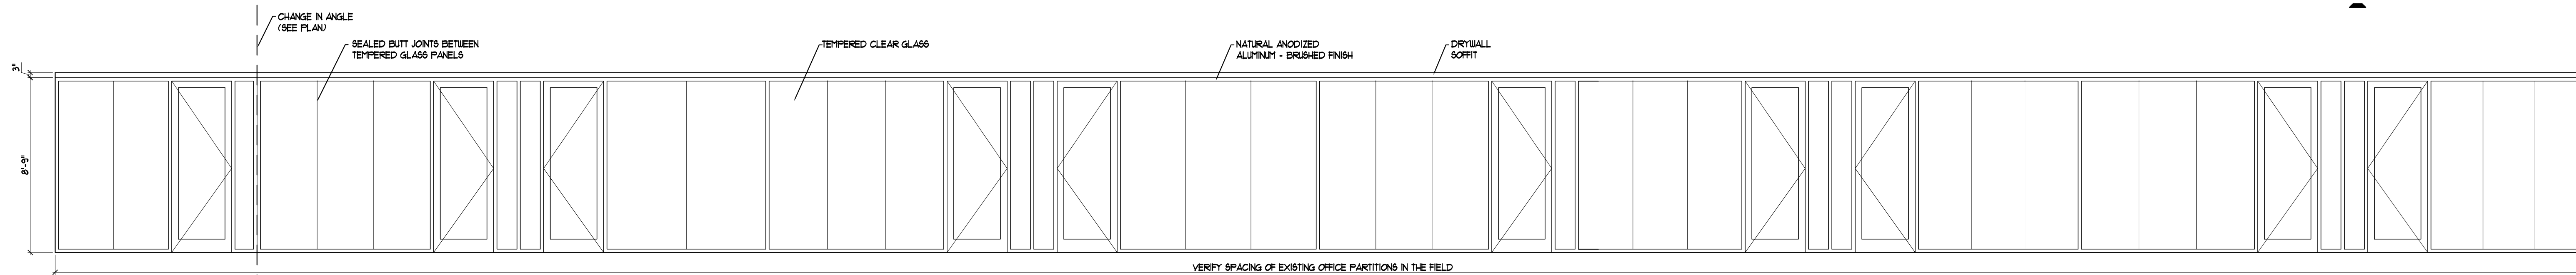 CHANGE IN ANGLE
(SEE PLAN)
SEALED BUTT JOINTS BETWEEN
TEMPERED GLASS PANELS
TEMPERED CLEAR GLASS
NATURAL ANODIZED
ALUMINUM - BRUSHED FINISH
DRYWALL
SOFFIT
3"
8'-9"
VERIFY SPACING OF EXISTING OFFICE PARTITIONS IN THE FIELD